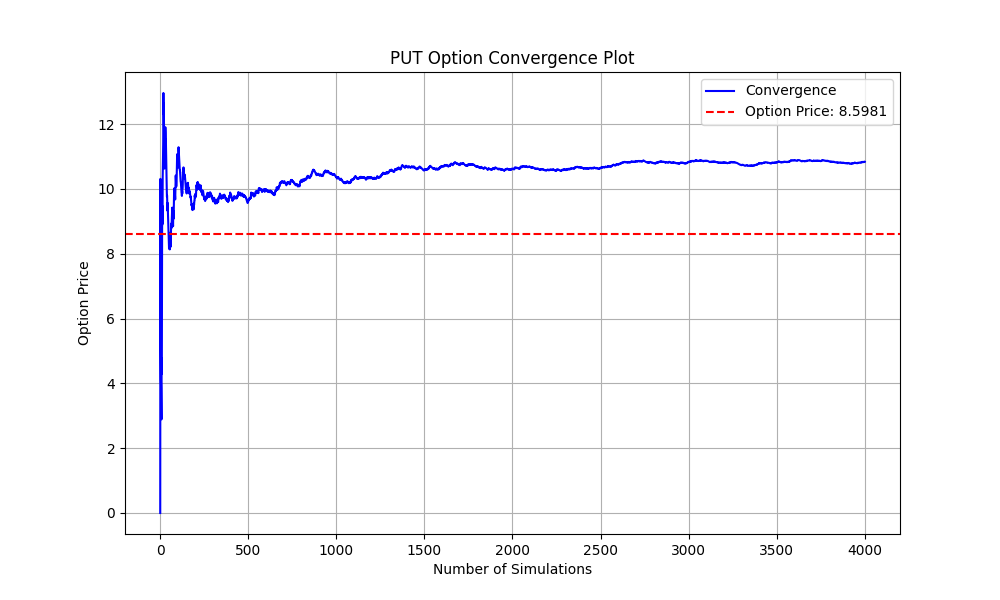 PUT Option Convergence Plot
Convergence
Option Price: 8.5981
12
10
8
6
4
2
0
Option Price
0 500 1000 1500 2000 2500 3000 3500 4000
Number of Simulations